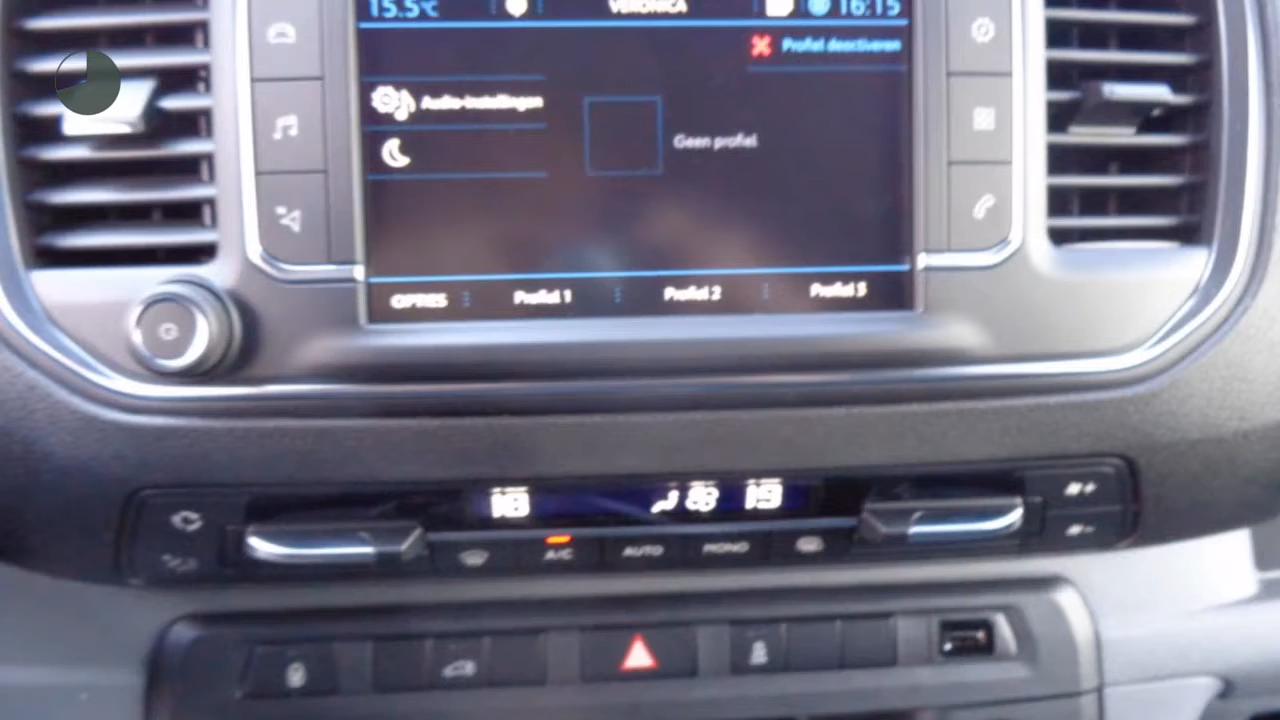 15.5°C VERONICA 16:15
Profiel deactiveren
Audio-instellingen
Geen profiel
OPTIES Profiel 1 Profiel 2 Profiel 3
18 19
A/C AUTO MONO